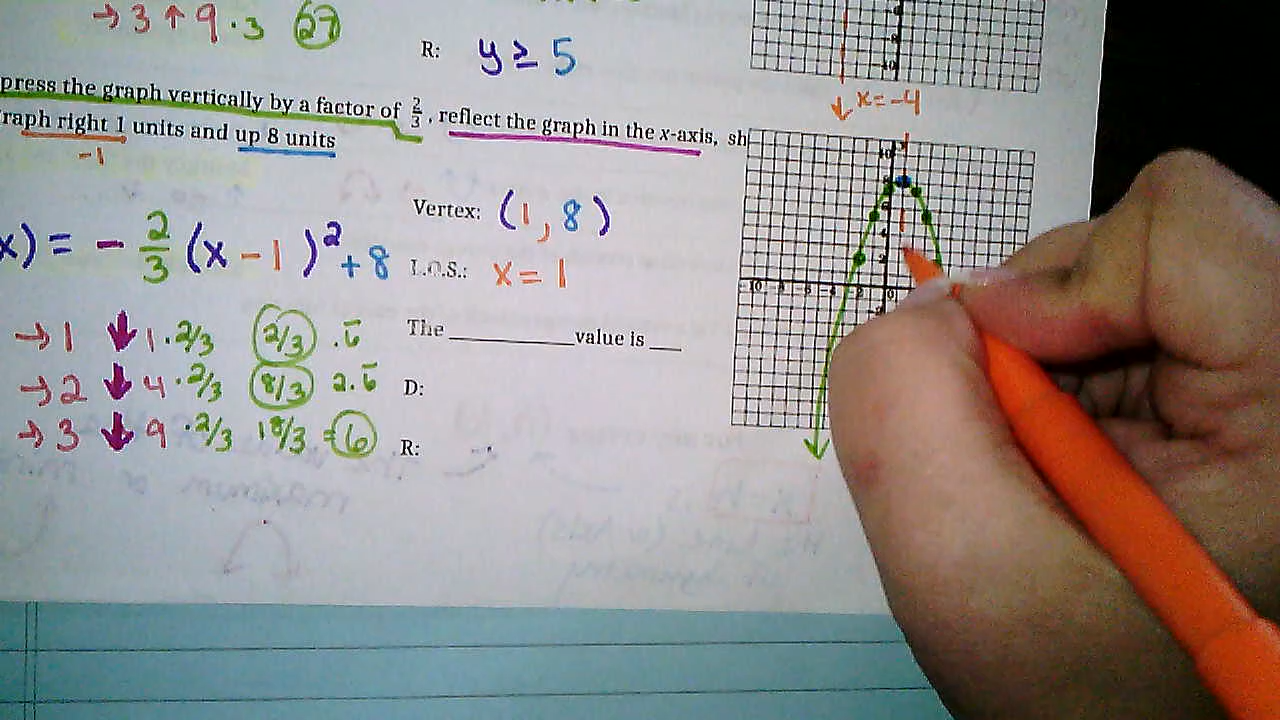 → 3 ↑ 9 · 3 27
R: y ≥ 5
x = -4
press the graph vertically by a factor of 2/3, reflect the graph in the x-axis, sh
raph right 1 units and up 8 units
-1
Vertex: (1, 8)
x) = - 2/3 (x - 1)² + 8
L.O.S.: x = 1
→ 1 ↓ 1 · 2/3 2/3 .6̅
The ____________ value is ___
→ 2 ↓ 4 · 2/3 8/3 2.6̅
D:
→ 3 ↓ 9 · 2/3 18/3 = 6
R: